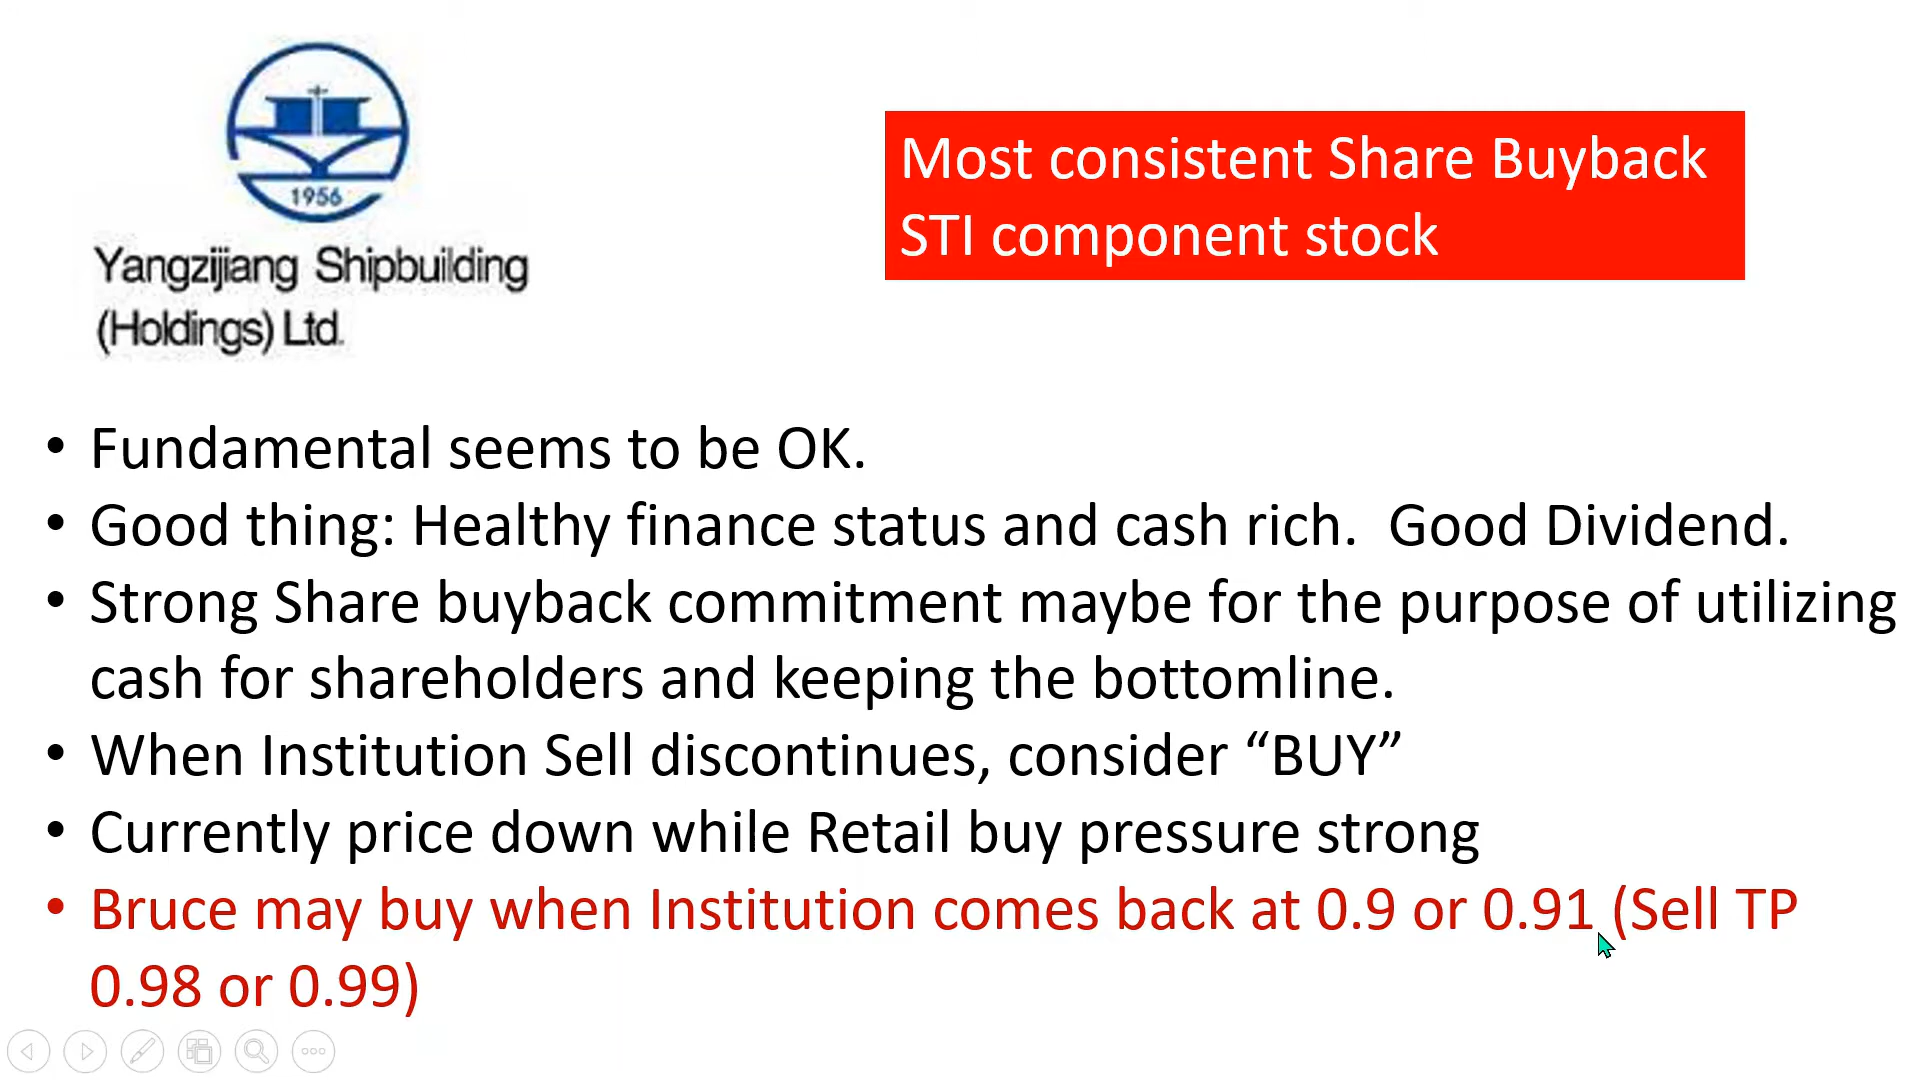 1956
Yangzijiang Shipbuilding
(Holdings) Ltd.
Most consistent Share Buyback
STI component stock
• Fundamental seems to be OK.
• Good thing: Healthy finance status and cash rich.  Good Dividend.
• Strong Share buyback commitment maybe for the purpose of utilizing
cash for shareholders and keeping the bottomline.
• When Institution Sell discontinues, consider “BUY”
• Currently price down while Retail buy pressure strong
• Bruce may buy when Institution comes back at 0.9 or 0.91 (Sell TP
0.98 or 0.99)